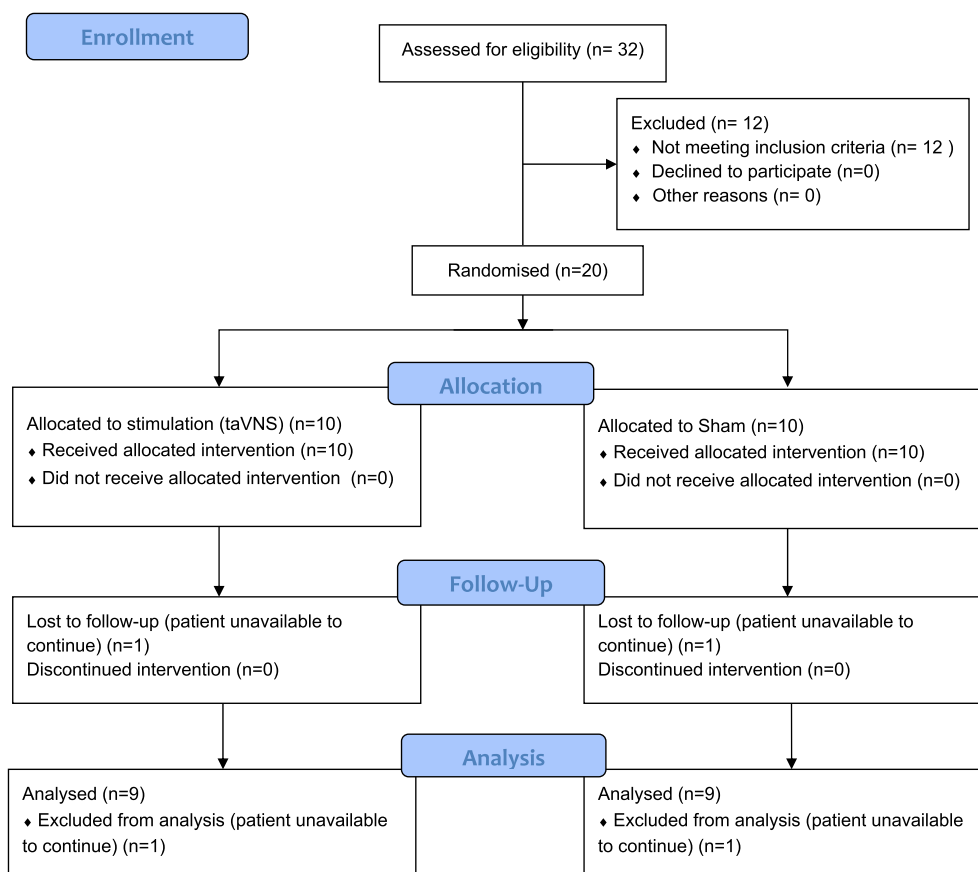 Enrollment
Assessed for eligibility (n= 32)
Excluded (n= 12)
♦ Not meeting inclusion criteria (n= 12 )
♦ Declined to participate (n=0)
♦ Other reasons (n= 0)
Randomised (n=20)
Allocation
Allocated to stimulation (taVNS) (n=10)
♦ Received allocated intervention (n=10)
♦ Did not receive allocated intervention (n=0)
Allocated to Sham (n=10)
♦ Received allocated intervention (n=10)
♦ Did not receive allocated intervention (n=0)
Follow-Up
Lost to follow-up (patient unavailable to
continue) (n=1)
Discontinued intervention (n=0)
Lost to follow-up (patient unavailable to
continue) (n=1)
Discontinued intervention (n=0)
Analysis
Analysed (n=9)
♦ Excluded from analysis (patient unavailable
to continue) (n=1)
Analysed (n=9)
♦ Excluded from analysis (patient unavailable
to continue) (n=1)